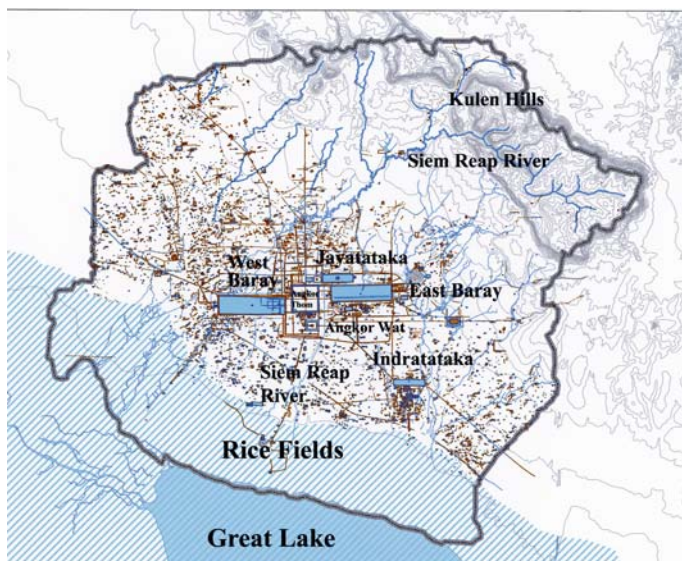 Kulen Hills
Siem Reap River
West
Baray
Jayatataka
East Baray
Angkor
Thom
Angkor Wat
Indratataka
Siem Reap
River
Rice Fields
Great Lake